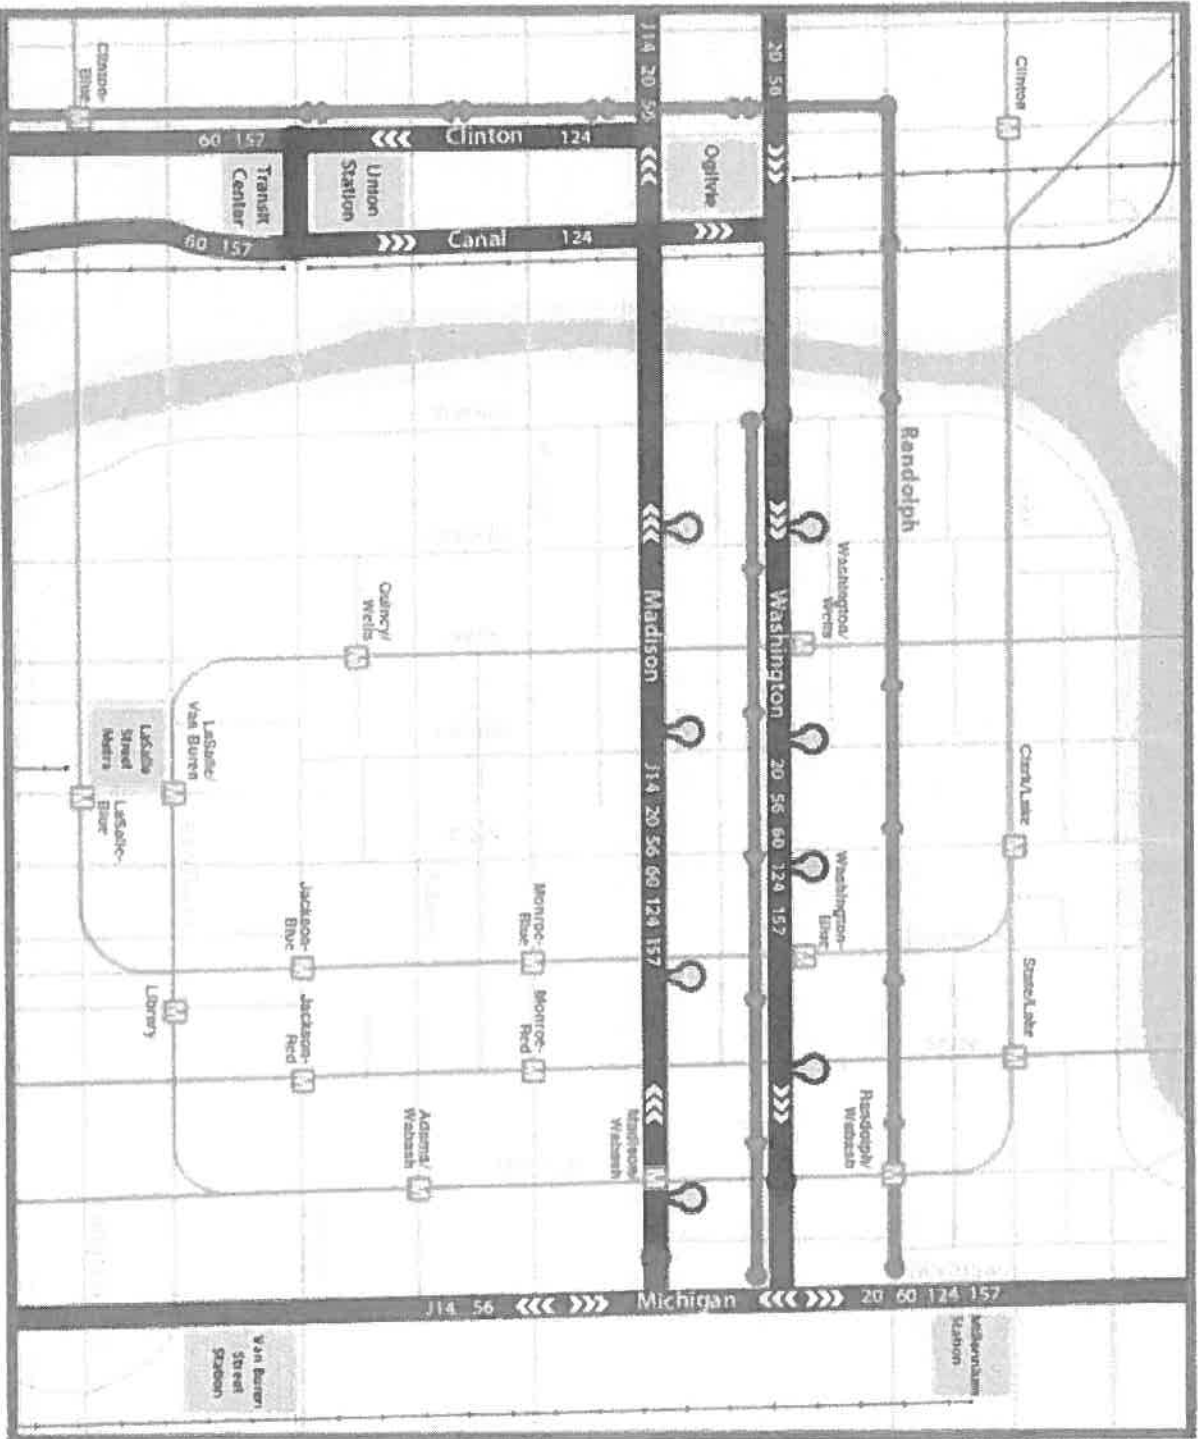 Clinton
Clinton-
Blue
J14 20 56
20 56
60 157
Clinton
124
Ogilvie
Transit
Center
Union
Station
60 157
Canal
124
Randolph
Washington/
Wells
Quincy/
Wells
Madison
Washington
LaSalle/
Van Buren
LaSalle
Street
Metra
LaSalle-
Blue
J14 20 56 60 124 157
20 56 60 124 157
Clark/Lake
Washington-
Blue
Monroe-
Blue
Jackson-
Blue
State/Lake
Monroe-
Red
Jackson-
Red
Library
Randolph/
Wabash
Madison/
Wabash
Adams/
Wabash
J14 56
Michigan
20 60 124 157
Millennium
Station
Van Buren
Street
Station